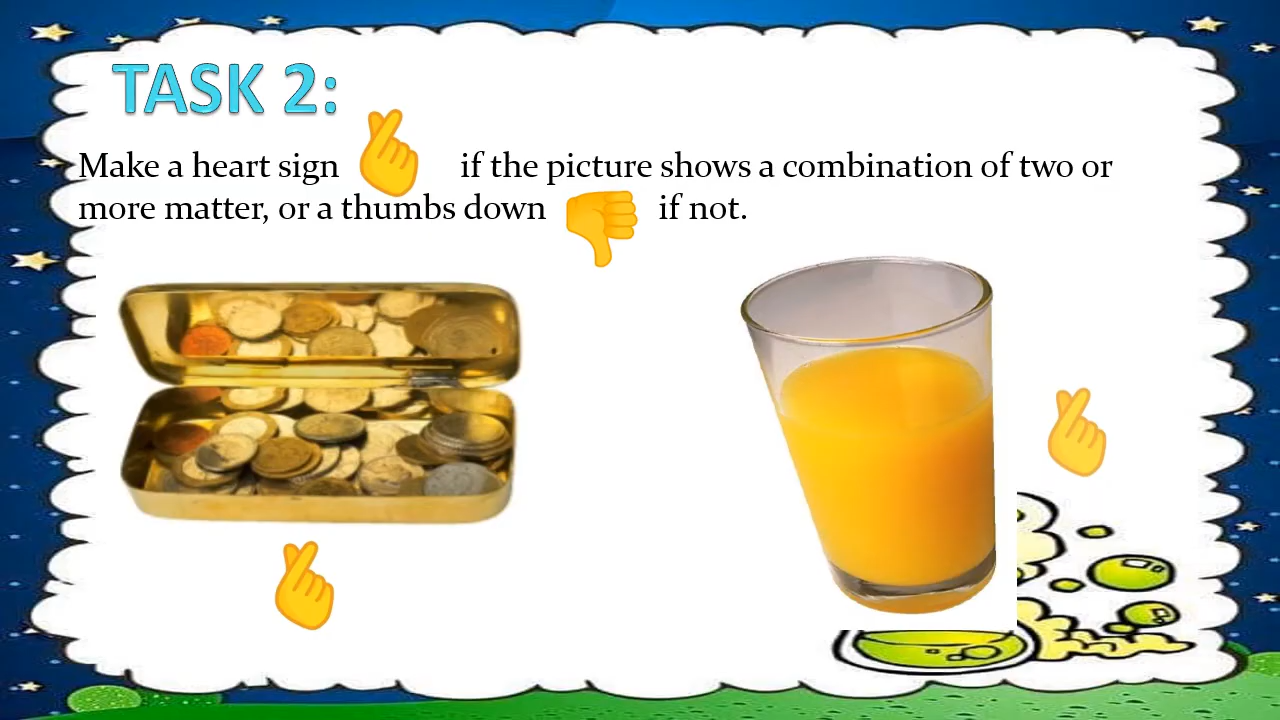 TASK 2:
Make a heart sign if the picture shows a combination of two or
more matter, or a thumbs down if not.